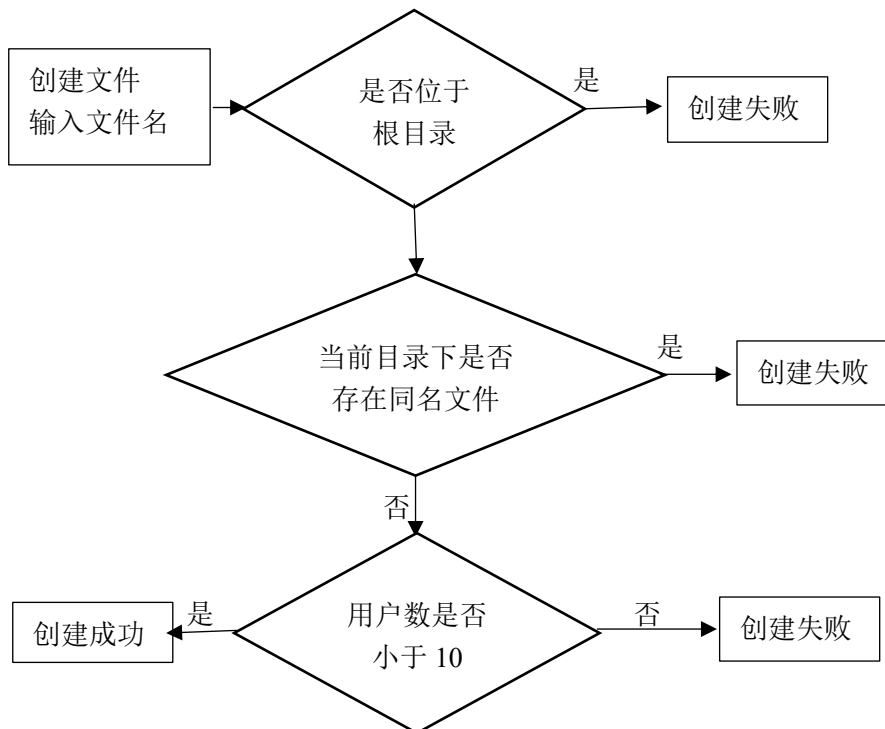 创建文件
输入文件名
是否位于
根目录
是
创建失败
当前目录下是否
存在同名文件
是
创建失败
否
用户数是否
小于 10
是
创建成功
否
创建失败